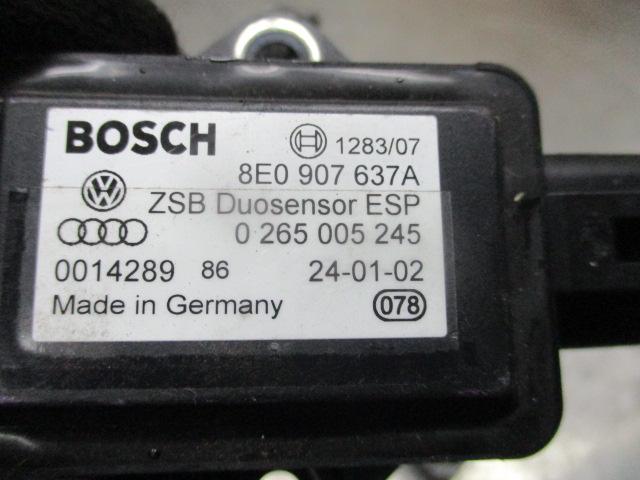 BOSCH 1283/07
8E0 907 637A
ZSB Duosensor ESP
0 265 005 245
0014289 86 24-01-02
Made in Germany 078